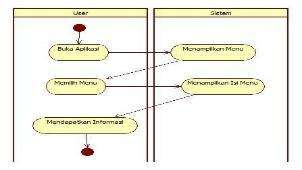 User
Sistem
Buka Aplikasi
Menampilkan Menu
Memilih Menu
Menampilkan Isi Menu
Mendapatkan Informasi